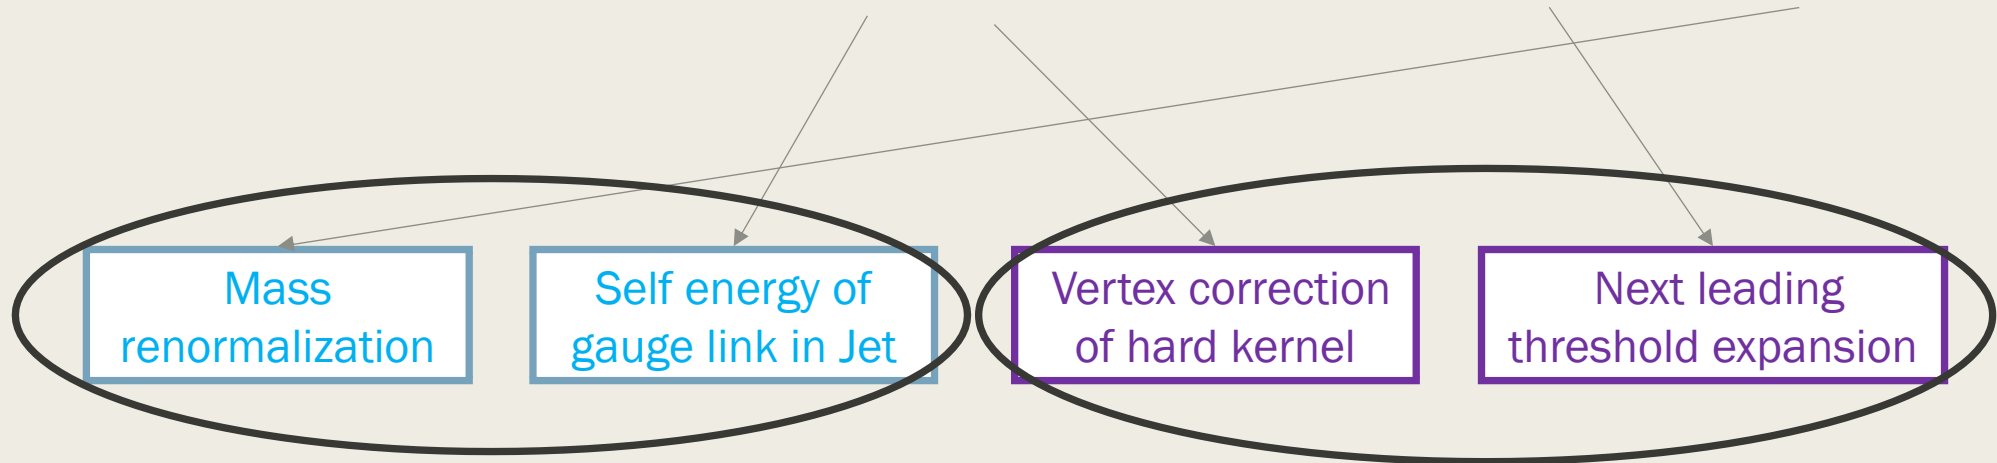 Mass
renormalization
Self energy of
gauge link in Jet
Vertex correction
of hard kernel
Next leading
threshold expansion